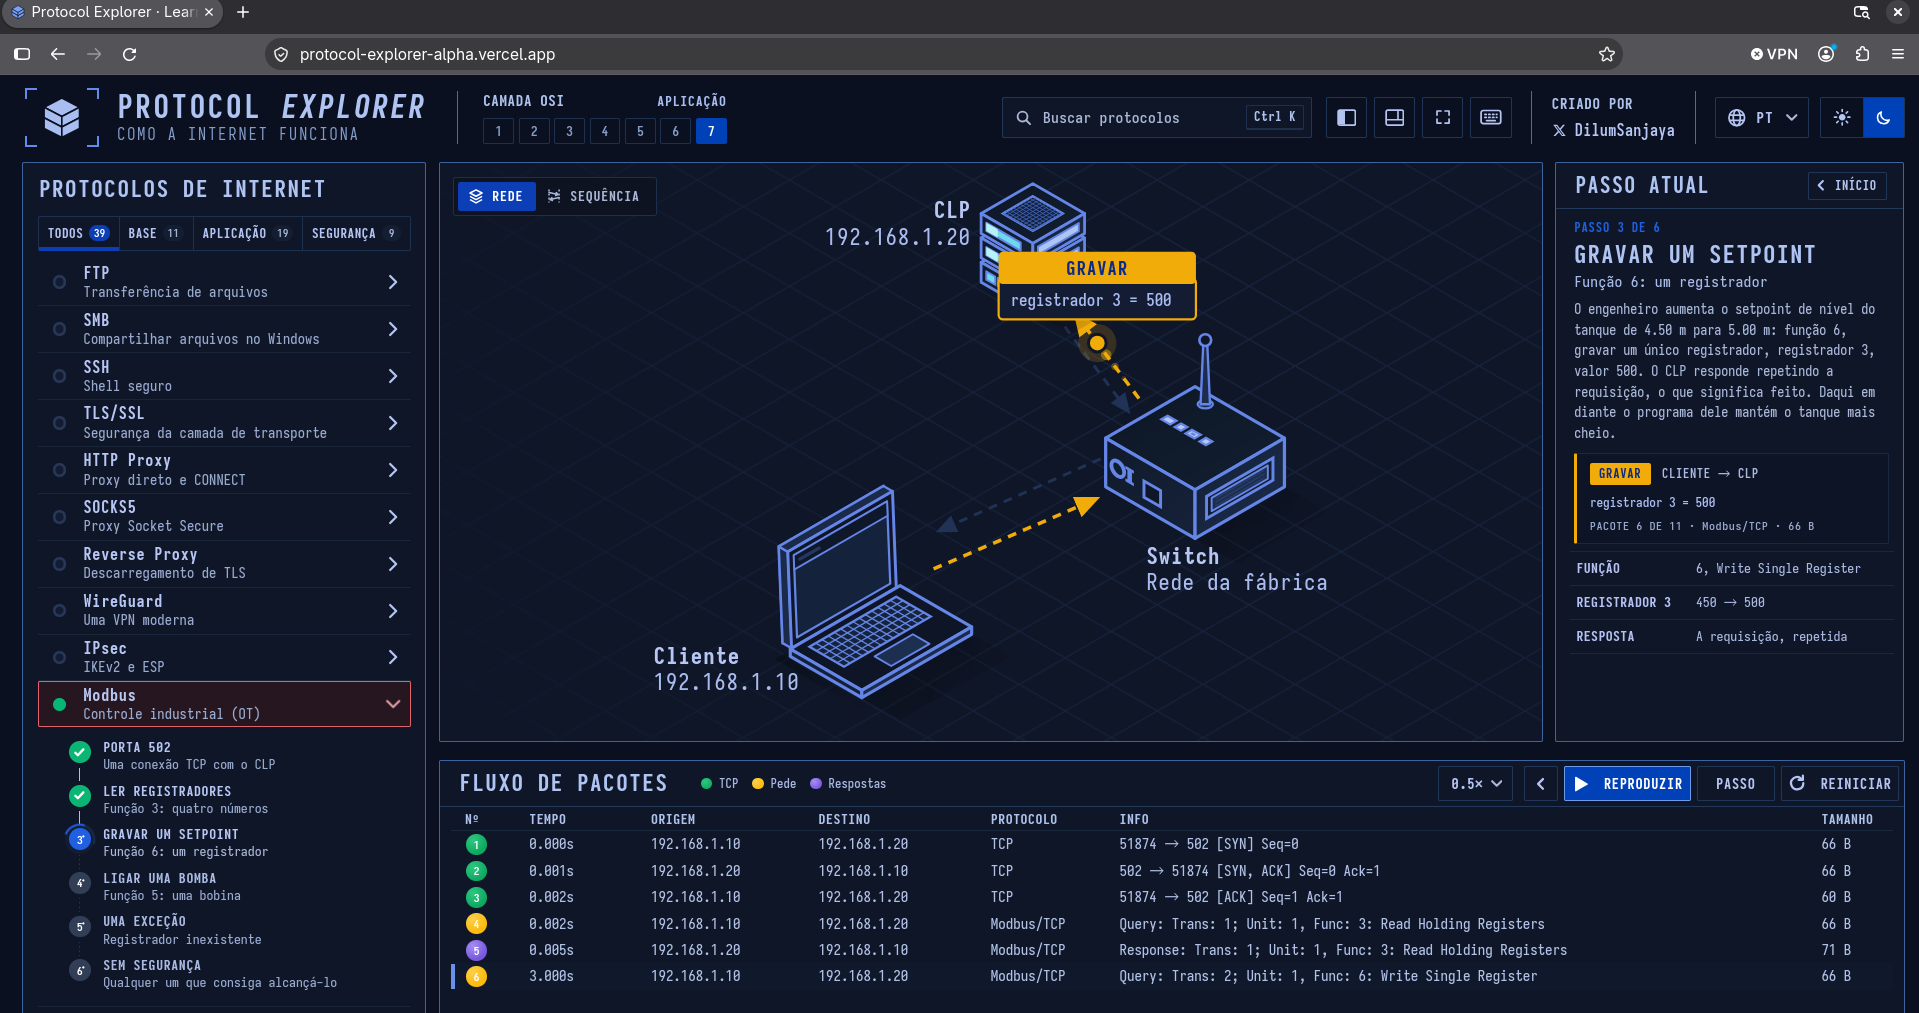 Protocol Explorer · Lear
protocol-explorer-alpha.vercel.app
VPN
PROTOCOL EXPLORER
COMO A INTERNET FUNCIONA
CAMADA OSI
APLICAÇÃO
1 2 3 4 5 6 7
Buscar protocolos
Ctrl K
CRIADO POR
DilumSanjaya
PT
PROTOCOLOS DE INTERNET
TODOS 39
BASE 11
APLICAÇÃO 19
SEGURANÇA 9
FTP
Transferência de arquivos
SMB
Compartilhar arquivos no Windows
SSH
Shell seguro
TLS/SSL
Segurança da camada de transporte
HTTP Proxy
Proxy direto e CONNECT
SOCKS5
Proxy Socket Secure
Reverse Proxy
Descarregamento de TLS
WireGuard
Uma VPN moderna
IPsec
IKEv2 e ESP
Modbus
Controle industrial (OT)
PORTA 502
Uma conexão TCP com o CLP
LER REGISTRADORES
Função 3: quatro números
3
GRAVAR UM SETPOINT
Função 6: um registrador
4
LIGAR UMA BOMBA
Função 5: uma bobina
5
UMA EXCEÇÃO
Registrador inexistente
6
SEM SEGURANÇA
Qualquer um que consiga alcançá-lo
REDE
SEQUÊNCIA
CLP
192.168.1.20
GRAVAR
registrador 3 = 500
Switch
Rede da fábrica
Cliente
192.168.1.10
PASSO ATUAL
INÍCIO
PASSO 3 DE 6
GRAVAR UM SETPOINT
Função 6: um registrador
O engenheiro aumenta o setpoint de nível do
tanque de 4.50 m para 5.00 m: função 6,
gravar um único registrador, registrador 3,
valor 500. O CLP responde repetindo a
requisição, o que significa feito. Daqui em
diante o programa dele mantém o tanque mais
cheio.
GRAVAR CLIENTE → CLP
registrador 3 = 500
PACOTE 6 DE 11 · Modbus/TCP · 66 B
FUNÇÃO 6, Write Single Register
REGISTRADOR 3 450 → 500
RESPOSTA A requisição, repetida
FLUXO DE PACOTES
TCP
Pede
Respostas
0.5×
REPRODUZIR
PASSO
REINICIAR
Nº TEMPO ORIGEM DESTINO PROTOCOLO INFO TAMANHO
1 0.000s 192.168.1.10 192.168.1.20 TCP 51874 → 502 [SYN] Seq=0 66 B
2 0.001s 192.168.1.20 192.168.1.10 TCP 502 → 51874 [SYN, ACK] Seq=0 Ack=1 66 B
3 0.002s 192.168.1.10 192.168.1.20 TCP 51874 → 502 [ACK] Seq=1 Ack=1 60 B
4 0.002s 192.168.1.10 192.168.1.20 Modbus/TCP Query: Trans: 1; Unit: 1, Func: 3: Read Holding Registers 66 B
5 0.005s 192.168.1.20 192.168.1.10 Modbus/TCP Response: Trans: 1; Unit: 1, Func: 3: Read Holding Registers 71 B
6 3.000s 192.168.1.10 192.168.1.20 Modbus/TCP Query: Trans: 2; Unit: 1, Func: 6: Write Single Register 66 B